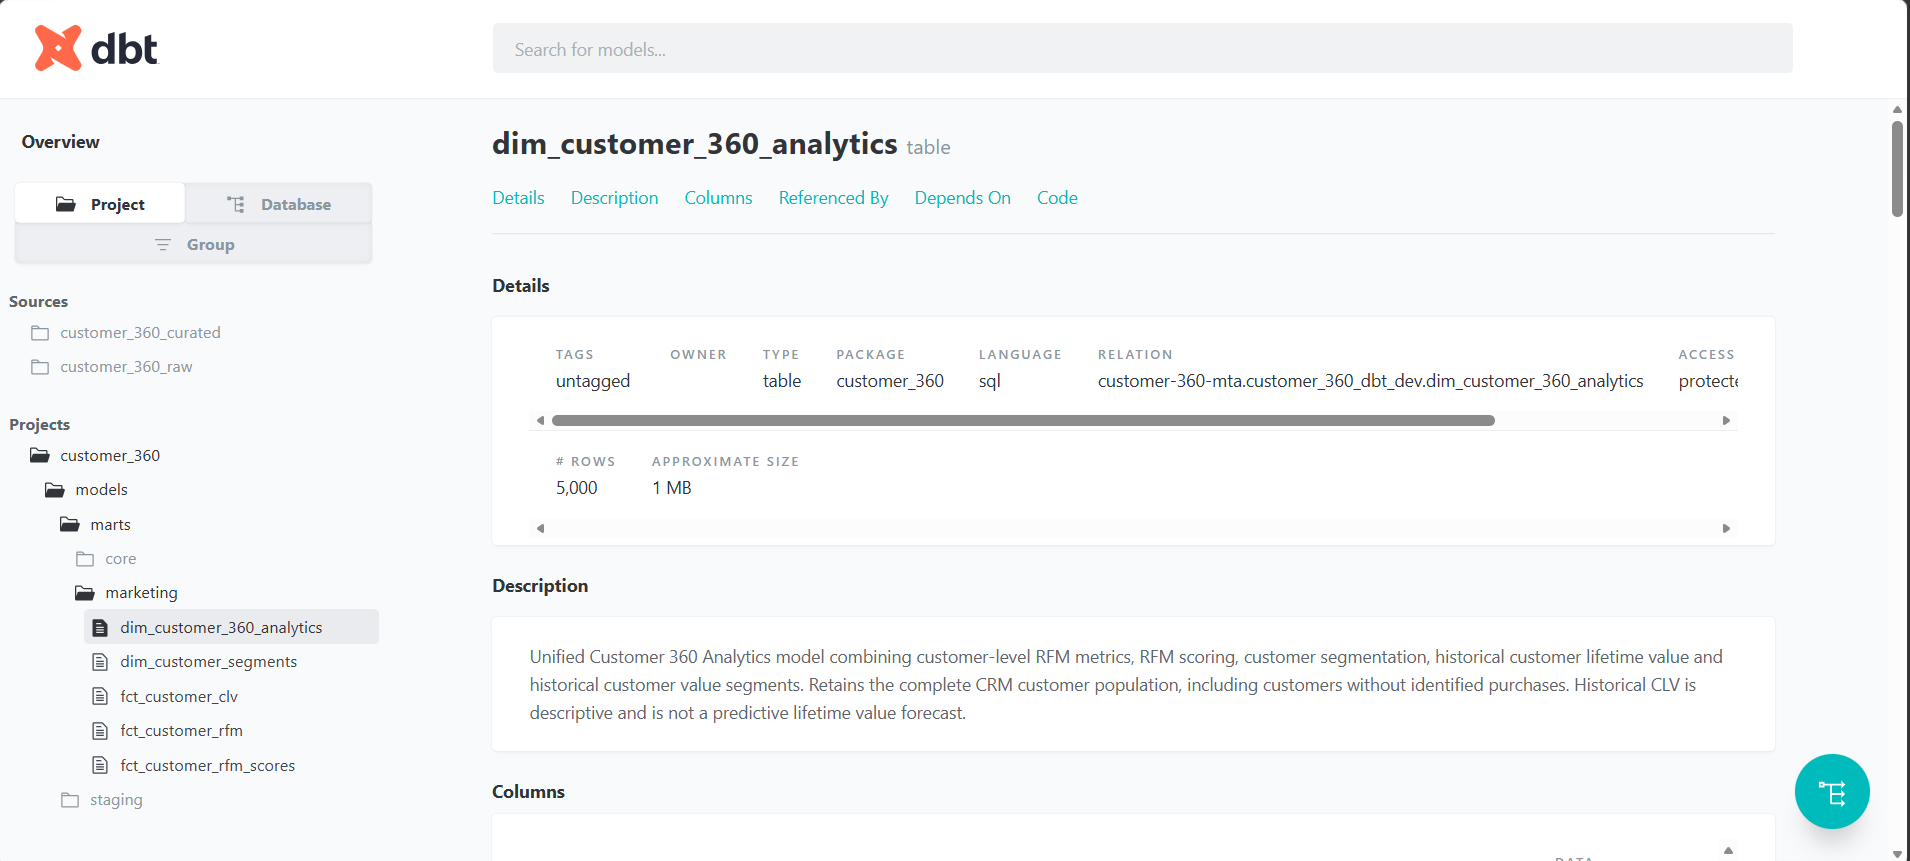 dbt
Search for models...
Overview
Project
Database
Group
Sources
customer_360_curated
customer_360_raw
Projects
customer_360
models
marts
core
marketing
dim_customer_360_analytics
dim_customer_segments
fct_customer_clv
fct_customer_rfm
fct_customer_rfm_scores
staging
dim_customer_360_analytics table
Details Description Columns Referenced By Depends On Code
Details
TAGS OWNER TYPE PACKAGE LANGUAGE RELATION ACCESS
untagged table customer_360 sql customer-360-mta.customer_360_dbt_dev.dim_customer_360_analytics protecte
# ROWS APPROXIMATE SIZE
5,000 1 MB
Description
Unified Customer 360 Analytics model combining customer-level RFM metrics, RFM scoring, customer segmentation, historical customer lifetime value and
historical customer value segments. Retains the complete CRM customer population, including customers without identified purchases. Historical CLV is
descriptive and is not a predictive lifetime value forecast.
Columns
DATA